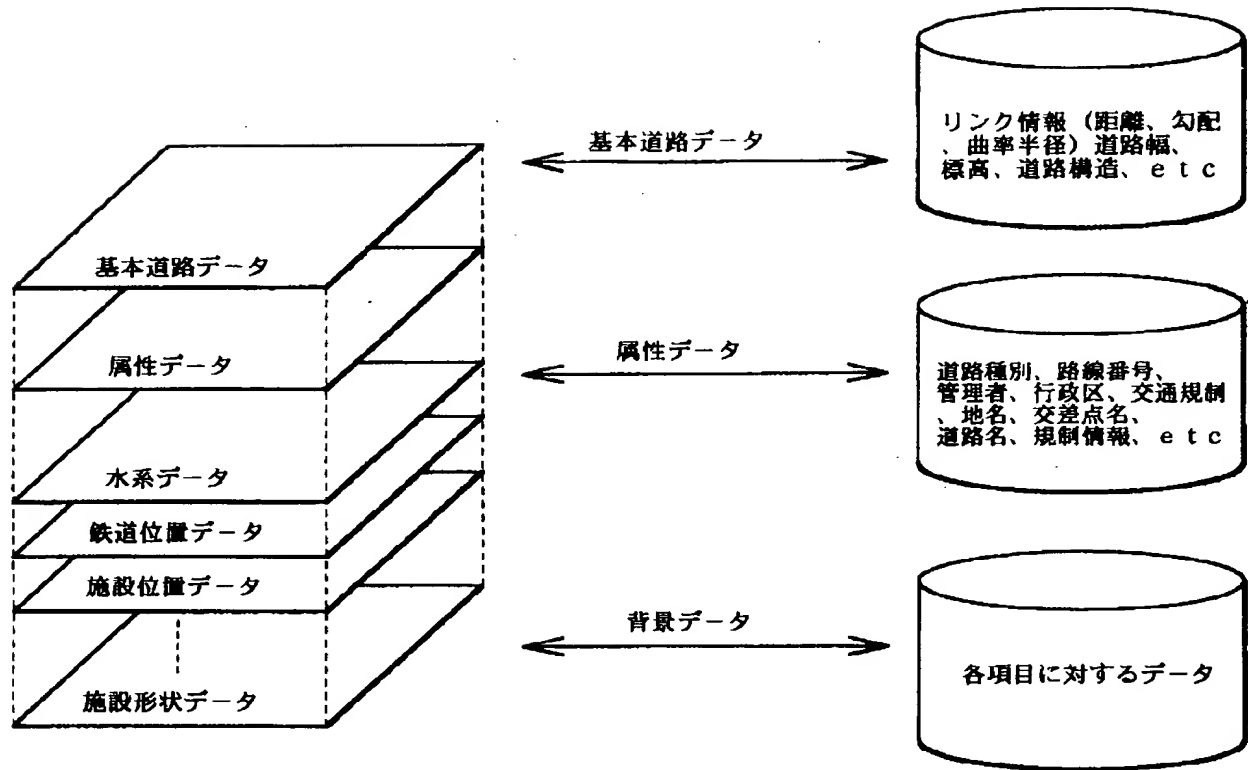 基本道路データ
属性データ
水系データ
鉄道位置データ
施設位置データ
施設形状データ
基本道路データ
属性データ
背景データ
リンク情報（距離、勾配
、曲率半径）道路幅、
標高、道路構造、ｅｔｃ
道路種別、路線番号、
管理者、行政区、交通規制
、地名、交差点名、
道路名、規制情報、ｅｔｃ
各項目に対するデータ